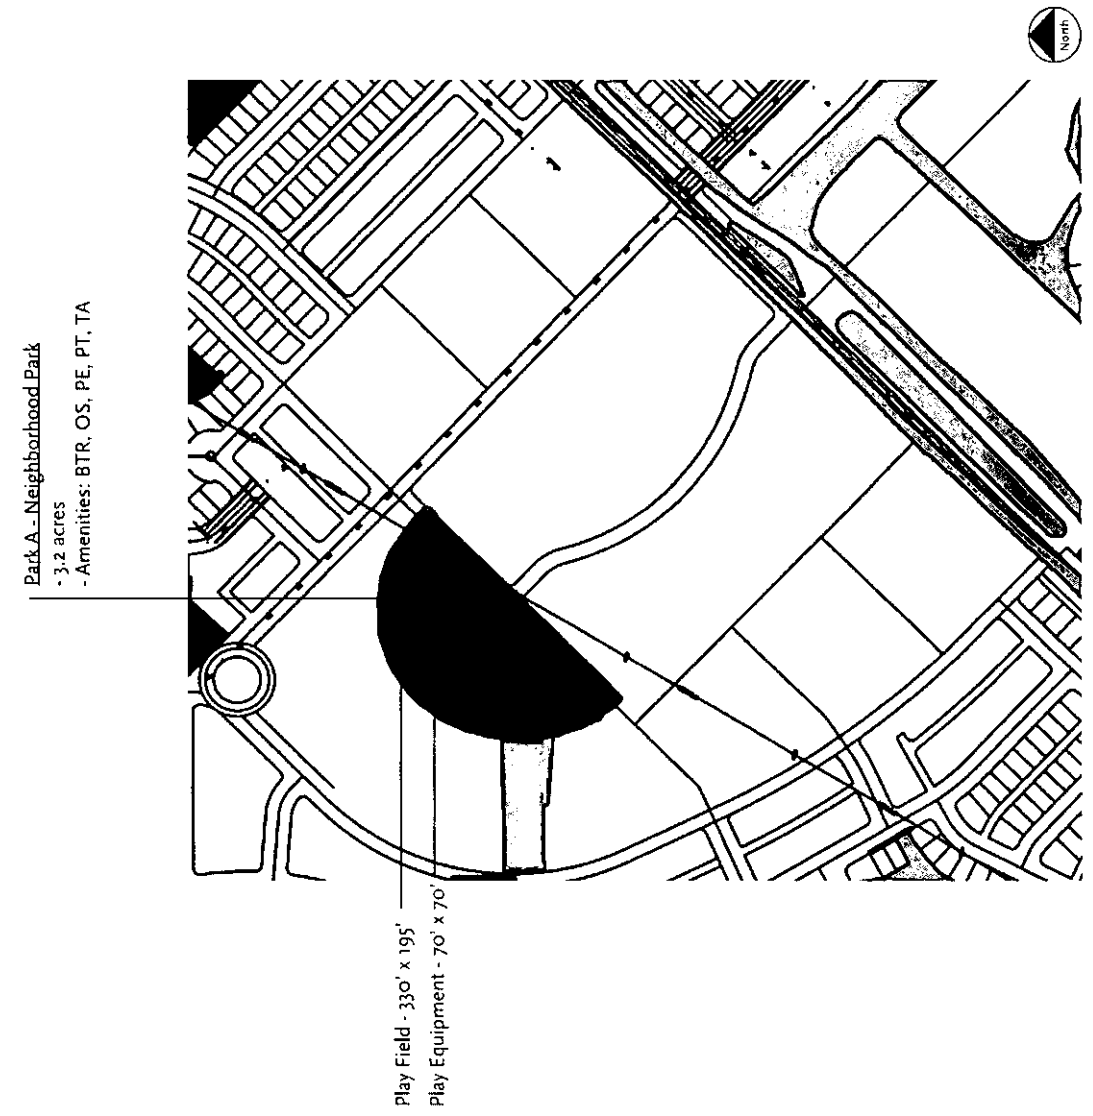 North
Park A - Neighborhood Park
- 3.2 acres
- Amenities: BTR, OS, PE, PT, TA
Play Field - 330' x 195'
Play Equipment - 70' x 70'